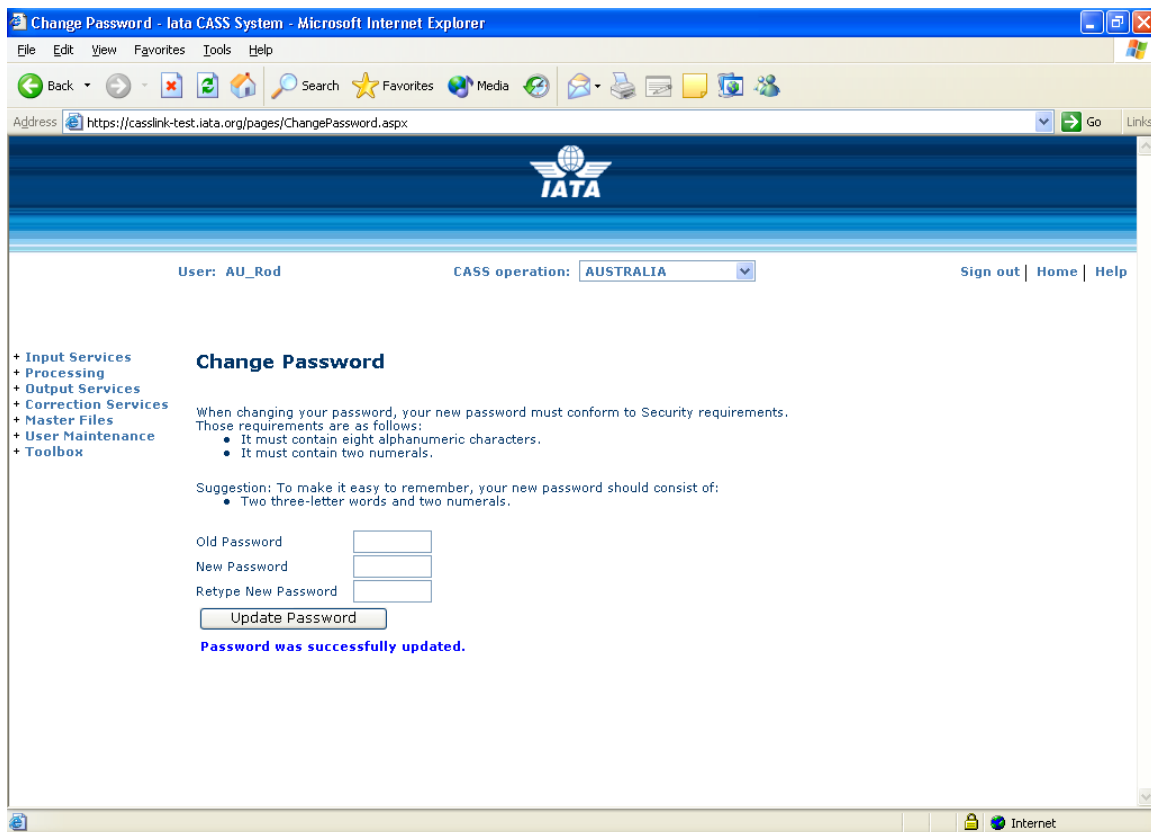 Change Password - Iata CASS System - Microsoft Internet Explorer
File Edit View Favorites Tools Help
Back Search Favorites Media
Address https://casslink-test.iata.org/pages/ChangePassword.aspx Go Links
IATA
User: AU_Rod CASS operation: AUSTRALIA Sign out | Home | Help
+ Input Services
+ Processing
+ Output Services
+ Correction Services
+ Master Files
+ User Maintenance
+ Toolbox
Change Password
When changing your password, your new password must conform to Security requirements.
Those requirements are as follows:
• It must contain eight alphanumeric characters.
• It must contain two numerals.
Suggestion: To make it easy to remember, your new password should consist of:
• Two three-letter words and two numerals.
Old Password
New Password
Retype New Password
Update Password
Password was successfully updated.
Internet